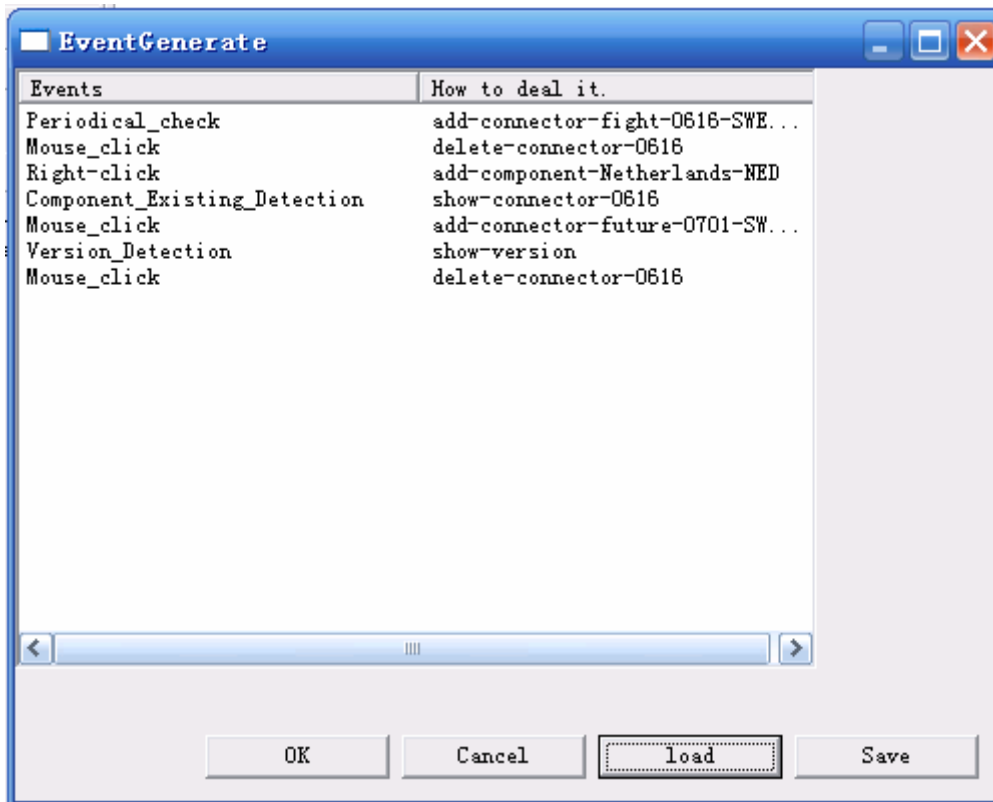 EventGenerate
Events How to deal it.
Periodical_check add-connector-fight-0616-SWE...
Mouse_click delete-connector-0616
Right-click add-component-Netherlands-NED
Component_Existing_Detection show-connector-0616
Mouse_click add-connector-future-0701-SW...
Version_Detection show-version
Mouse_click delete-connector-0616
OK Cancel load Save